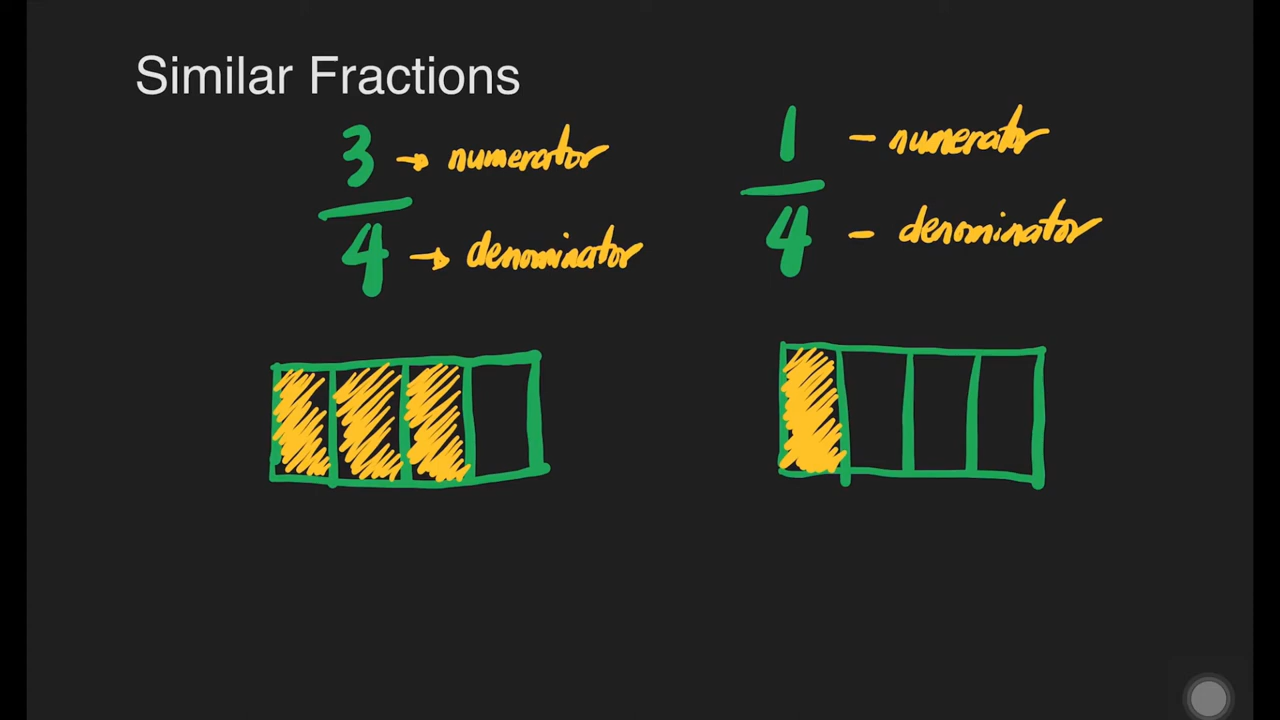 Similar Fractions
3 → numerator
4 → denominator
1 - numerator
4 - denominator